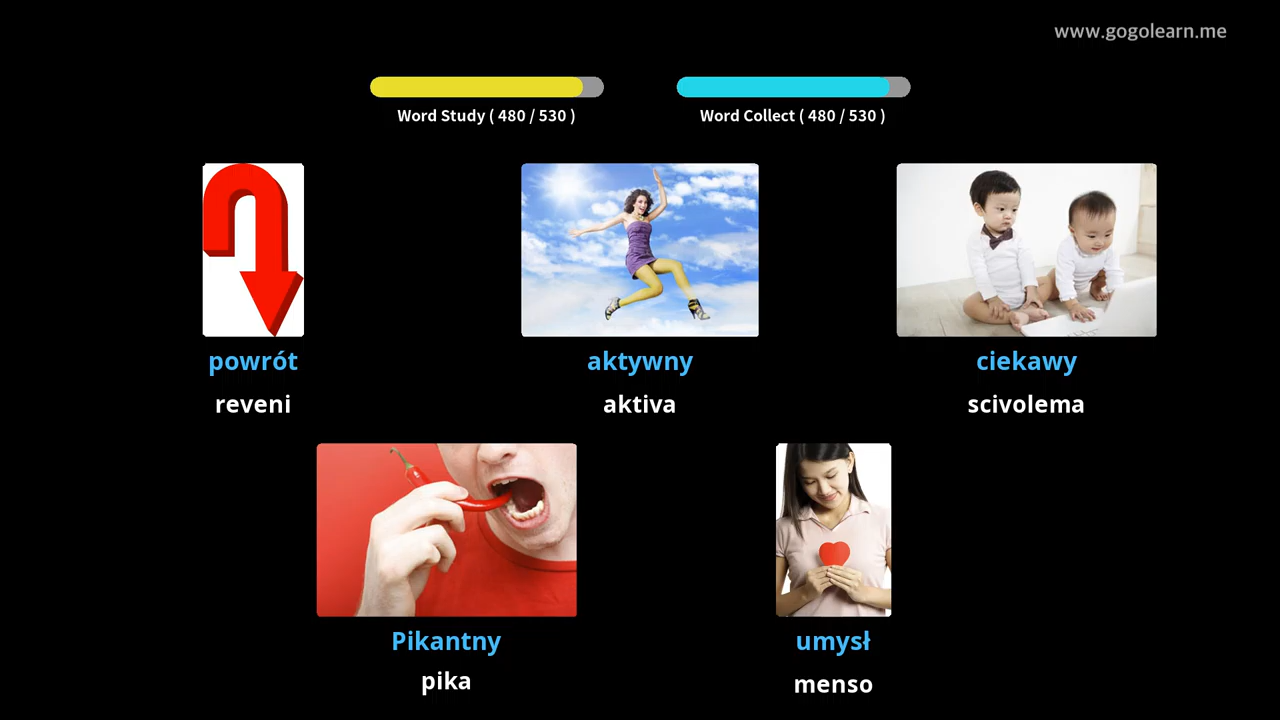 www.gogolearn.me
Word Study ( 480 / 530 )
Word Collect ( 480 / 530 )
powrót
reveni
aktywny
aktiva
ciekawy
scivolema
Pikantny
pika
umysł
menso